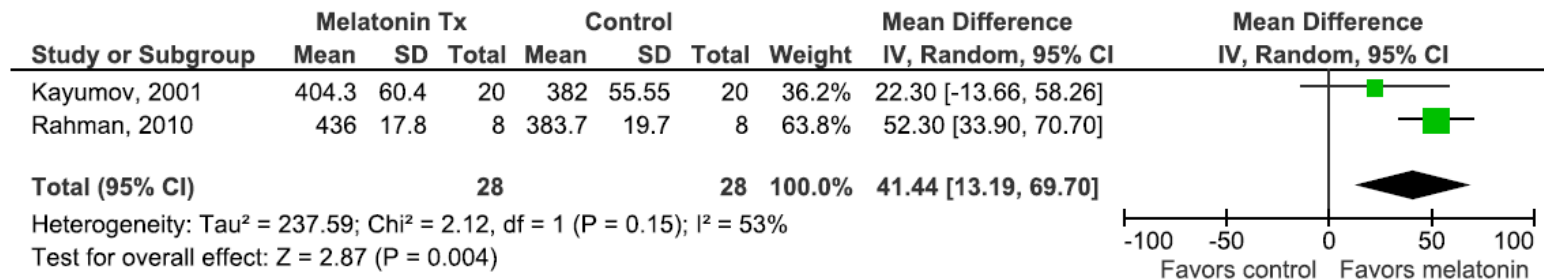 Melatonin Tx Control Mean Difference Mean Difference
Study or Subgroup Mean SD Total Mean SD Total Weight IV, Random, 95% CI IV, Random, 95% CI
Kayumov, 2001 404.3 60.4 20 382 55.55 20 36.2% 22.30 [-13.66, 58.26]
Rahman, 2010 436 17.8 8 383.7 19.7 8 63.8% 52.30 [33.90, 70.70]
Total (95% CI) 28 28 100.0% 41.44 [13.19, 69.70]
Heterogeneity: Tau² = 237.59; Chi² = 2.12, df = 1 (P = 0.15); I² = 53%
Test for overall effect: Z = 2.87 (P = 0.004)
-100 -50 0 50 100
Favors control Favors melatonin